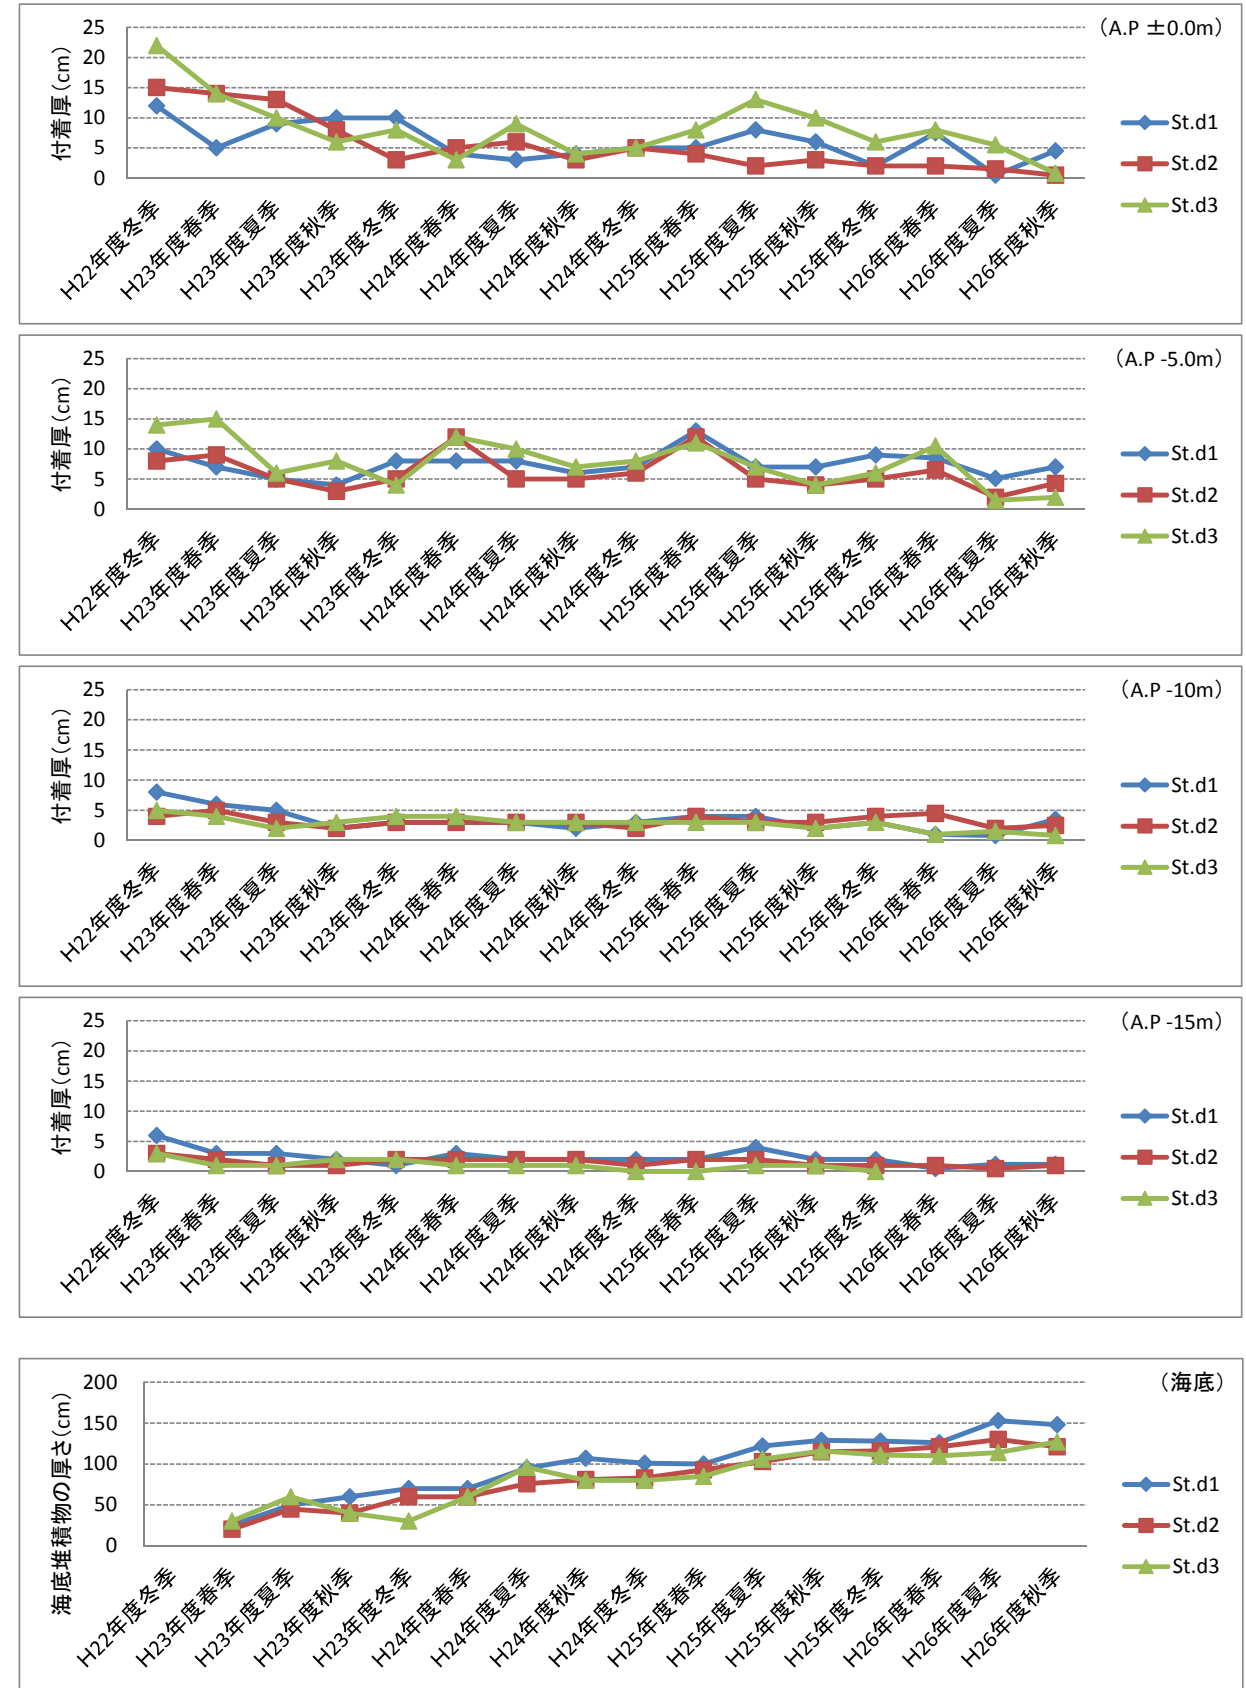 (A.P ±0.0m)
付着厚(cm)
25
20
15
10
5
0
H22年度冬季
H23年度春季
H23年度夏季
H23年度秋季
H23年度冬季
H24年度春季
H24年度夏季
H24年度秋季
H24年度冬季
H25年度春季
H25年度夏季
H25年度秋季
H25年度冬季
H26年度春季
H26年度夏季
H26年度秋季
St.d1
St.d2
St.d3
(A.P -5.0m)
付着厚(cm)
25
20
15
10
5
0
H22年度冬季
H23年度春季
H23年度夏季
H23年度秋季
H23年度冬季
H24年度春季
H24年度夏季
H24年度秋季
H24年度冬季
H25年度春季
H25年度夏季
H25年度秋季
H25年度冬季
H26年度春季
H26年度夏季
H26年度秋季
St.d1
St.d2
St.d3
(A.P -10m)
付着厚(cm)
25
20
15
10
5
0
H22年度冬季
H23年度春季
H23年度夏季
H23年度秋季
H23年度冬季
H24年度春季
H24年度夏季
H24年度秋季
H24年度冬季
H25年度春季
H25年度夏季
H25年度秋季
H25年度冬季
H26年度春季
H26年度夏季
H26年度秋季
St.d1
St.d2
St.d3
(A.P -15m)
付着厚(cm)
25
20
15
10
5
0
H22年度冬季
H23年度春季
H23年度夏季
H23年度秋季
H23年度冬季
H24年度春季
H24年度夏季
H24年度秋季
H24年度冬季
H25年度春季
H25年度夏季
H25年度秋季
H25年度冬季
H26年度春季
H26年度夏季
H26年度秋季
St.d1
St.d2
St.d3
(海底)
海底堆積物の厚さ(cm)
200
150
100
50
0
H22年度冬季
H23年度春季
H23年度夏季
H23年度秋季
H23年度冬季
H24年度春季
H24年度夏季
H24年度秋季
H24年度冬季
H25年度春季
H25年度夏季
H25年度秋季
H25年度冬季
H26年度春季
H26年度夏季
H26年度秋季
St.d1
St.d2
St.d3